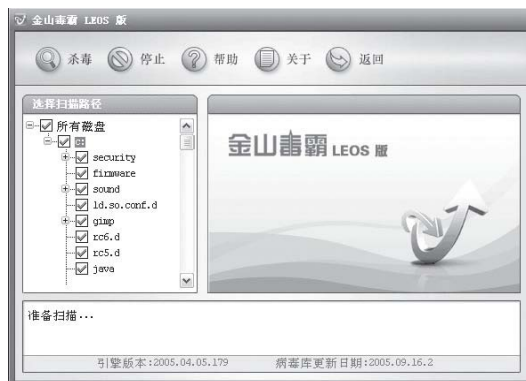 金山毒霸 LEOS 版
杀毒 停止 帮助 关于 返回
选择扫描路径
所有磁盘
security
firmware
sound
ld.so.conf.d
gimp
rc6.d
rc5.d
java
金山毒霸 LEOS 版
准备扫描...
引擎版本:2005.04.05.179 病毒库更新日期:2005.09.16.2